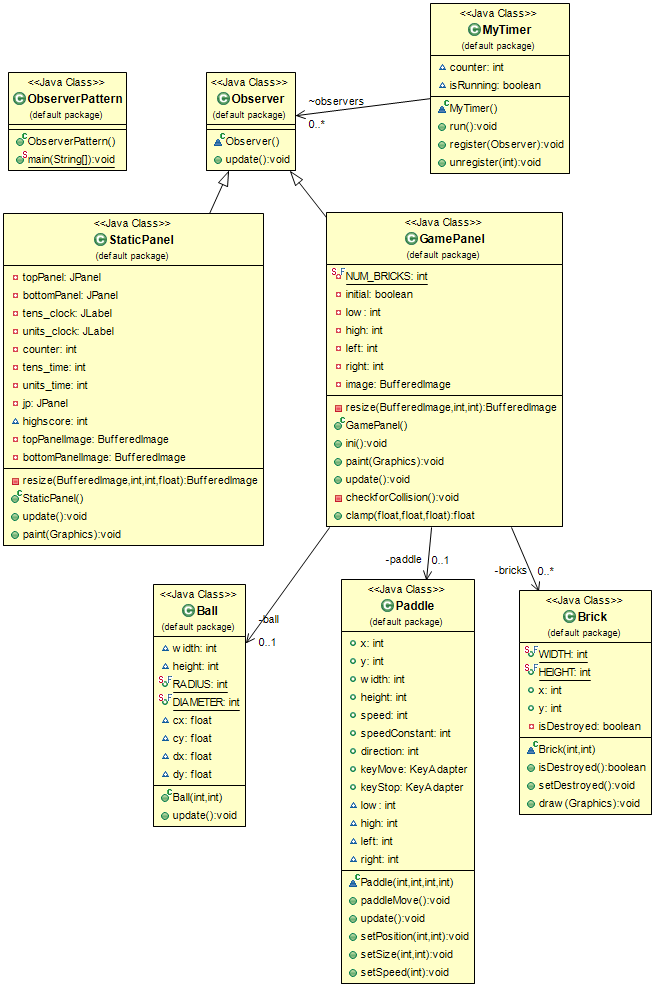 <<Java Class>>
MyTimer
(default package)
counter: int
isRunning: boolean
MyTimer()
run():void
register(Observer):void
unregister(int):void
<<Java Class>>
ObserverPattern
(default package)
ObserverPattern()
main(String[]):void
<<Java Class>>
Observer
(default package)
Observer()
update():void
~observers
0..*
<<Java Class>>
StaticPanel
(default package)
topPanel: JPanel
bottomPanel: JPanel
tens_clock: JLabel
units_clock: JLabel
counter: int
tens_time: int
units_time: int
jp: JPanel
highscore: int
topPanelImage: BufferedImage
bottomPanelImage: BufferedImage
resize(BufferedImage,int,int,float):BufferedImage
StaticPanel()
update():void
paint(Graphics):void
<<Java Class>>
GamePanel
(default package)
NUM_BRICKS: int
initial: boolean
low: int
high: int
left: int
right: int
image: BufferedImage
resize(BufferedImage,int,int):BufferedImage
GamePanel()
ini():void
paint(Graphics):void
update():void
checkforCollision():void
clamp(float,float,float):float
-ball
0..1
-paddle
0..1
-bricks
0..*
<<Java Class>>
Ball
(default package)
width: int
height: int
RADIUS: int
DIAMETER: int
cx: float
cy: float
dx: float
dy: float
Ball(int,int)
update():void
<<Java Class>>
Paddle
(default package)
x: int
y: int
width: int
height: int
speed: int
speedConstant: int
direction: int
keyMove: KeyAdapter
keyStop: KeyAdapter
low: int
high: int
left: int
right: int
Paddle(int,int,int,int)
paddleMove():void
update():void
setPosition(int,int):void
setSize(int,int):void
setSpeed(int):void
<<Java Class>>
Brick
(default package)
WIDTH: int
HEIGHT: int
x: int
y: int
isDestroyed: boolean
Brick(int,int)
isDestroyed():boolean
setDestroyed():void
draw(Graphics):void